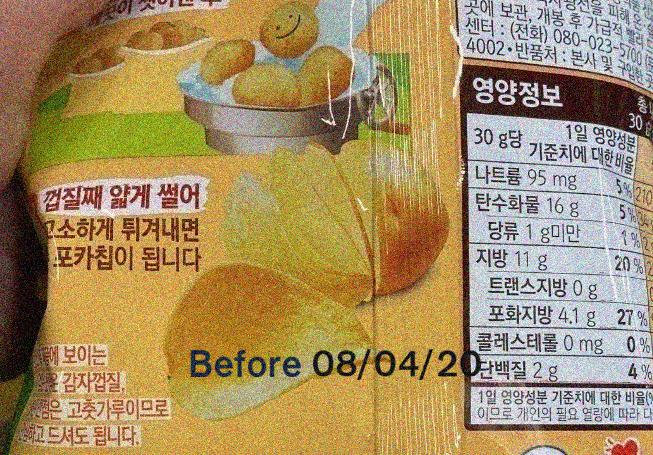 곳에 보관, 개봉 후 가급적 빨리
센터 : (전화) 080-023-5700
4002 • 반품처 : 본사 및 구입한
영양정보
30 g당
1일 영양성분
기준치에 대한 비율
나트륨 95 mg 5 %
탄수화물 16 g 5 %
당류 1 g미만 1 %
지방 11 g 20 %
트랜스지방 0 g
포화지방 4.1 g 27 %
콜레스테롤 0 mg 0 %
단백질 2 g 4 %
1일 영양성분 기준치에 대한 비율(%
이므로 개인의 필요 열량에 따라 다
껍질째 얇게 썰어
고소하게 튀겨내면
포카칩이 됩니다
보이는
감자껍질,
고춧가루이므로
드셔도 됩니다.
Before 08/04/20